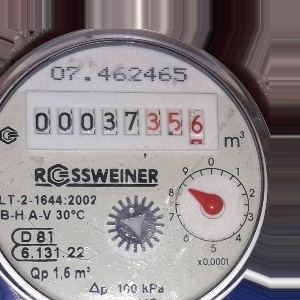 07.462465
00037356 m³
ROSSWEINER
LT-2-1644:2002
B-H A-V 30°C
D 81
6.131.22
Qp 1,5 m³
Δp 100 kPa
0
9 1
8 2
7 3
6 4
5
x0,0001